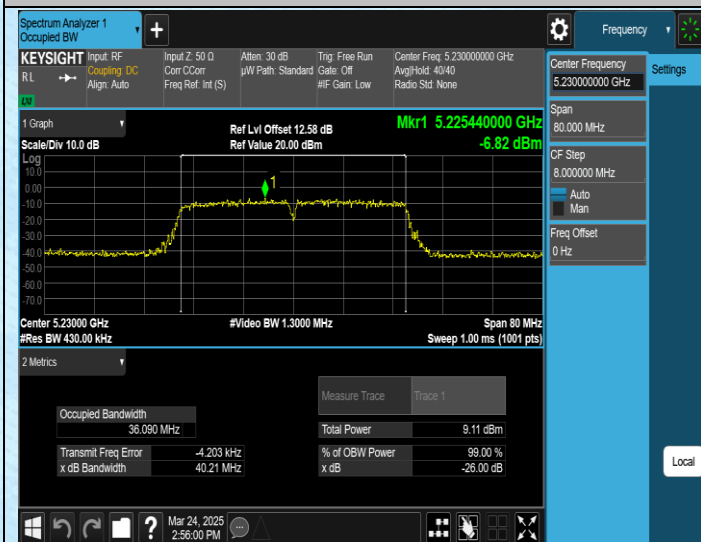 Spectrum Analyzer 1
Occupied BW
Frequency
KEYSIGHT
R L
LM
Input: RF
Coupling: DC
Align: Auto
Input Z: 50 Ω
Corr CCorr
Freq Ref: Int (S)
Atten: 30 dB
µW Path: Standard
Trig: Free Run
Gate: Off
#IF Gain: Low
Center Freq: 5.230000000 GHz
Avg|Hold: 40/40
Radio Std: None
Center Frequency
5.230000000 GHz
Settings
Span
80.000 MHz
CF Step
8.000000 MHz
Auto
Man
Freq Offset
0 Hz
Local
1 Graph
Scale/Div 10.0 dB
Ref Lvl Offset 12.58 dB
Ref Value 20.00 dBm
Mkr1 5.225440000 GHz
-6.82 dBm
Log
10.0
0.00
-10.0
-20.0
-30.0
-40.0
-50.0
-60.0
-70.0
1
Center 5.23000 GHz
#Res BW 430.00 kHz
#Video BW 1.3000 MHz
Span 80 MHz
Sweep 1.00 ms (1001 pts)
2 Metrics
Measure Trace Trace 1
Occupied Bandwidth
36.090 MHz
Total Power 9.11 dBm
Transmit Freq Error -4.203 kHz
% of OBW Power 99.00 %
x dB Bandwidth 40.21 MHz
x dB -26.00 dB
Mar 24, 2025
2:56:00 PM